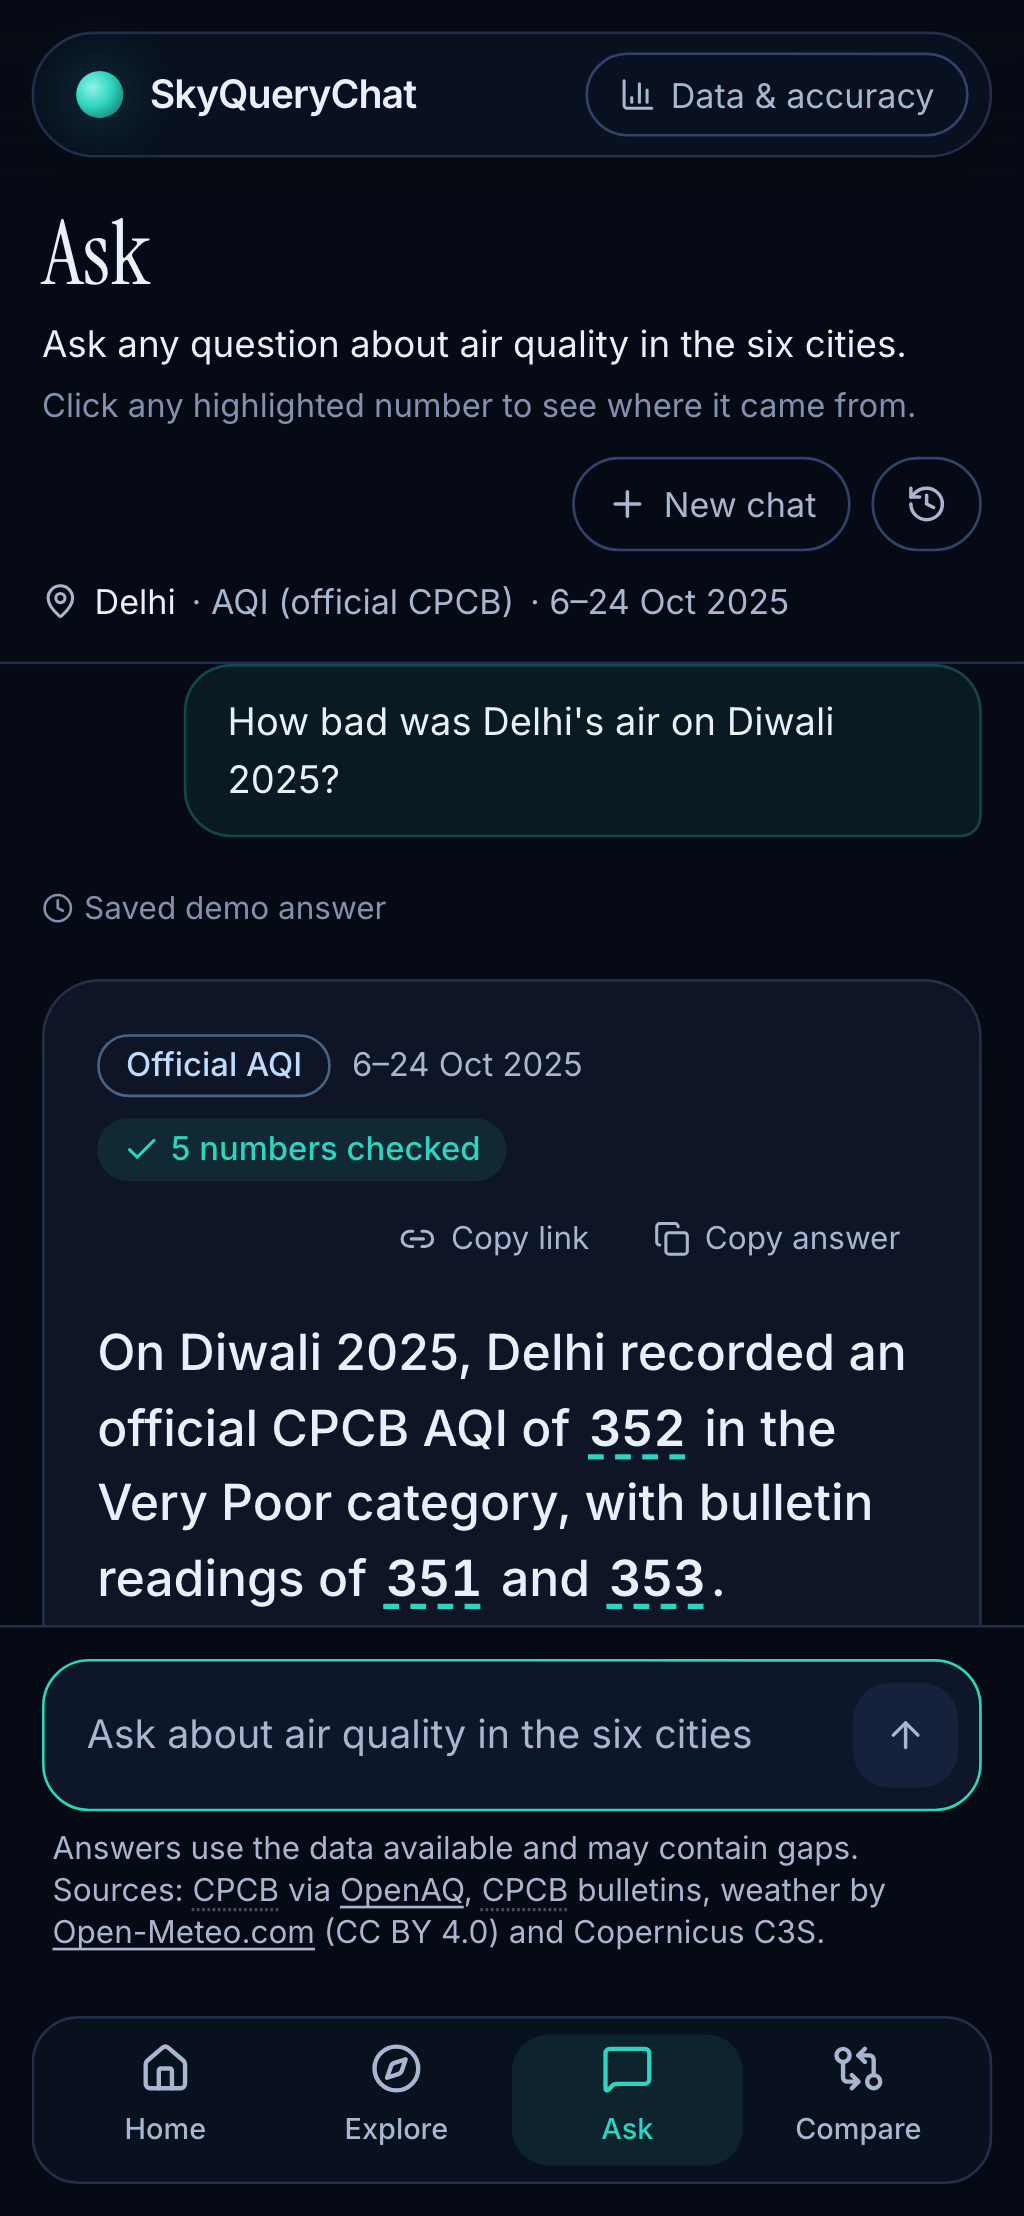 SkyQueryChat
Data & accuracy
Ask
Ask any question about air quality in the six cities.
Click any highlighted number to see where it came from.
New chat
Delhi · AQI (official CPCB) · 6–24 Oct 2025
How bad was Delhi's air on Diwali
2025?
Saved demo answer
Official AQI 6–24 Oct 2025
5 numbers checked
Copy link Copy answer
On Diwali 2025, Delhi recorded an
official CPCB AQI of 352 in the
Very Poor category, with bulletin
readings of 351 and 353.
Ask about air quality in the six cities
Answers use the data available and may contain gaps.
Sources: CPCB via OpenAQ, CPCB bulletins, weather by
Open-Meteo.com (CC BY 4.0) and Copernicus C3S.
Home Explore Ask Compare